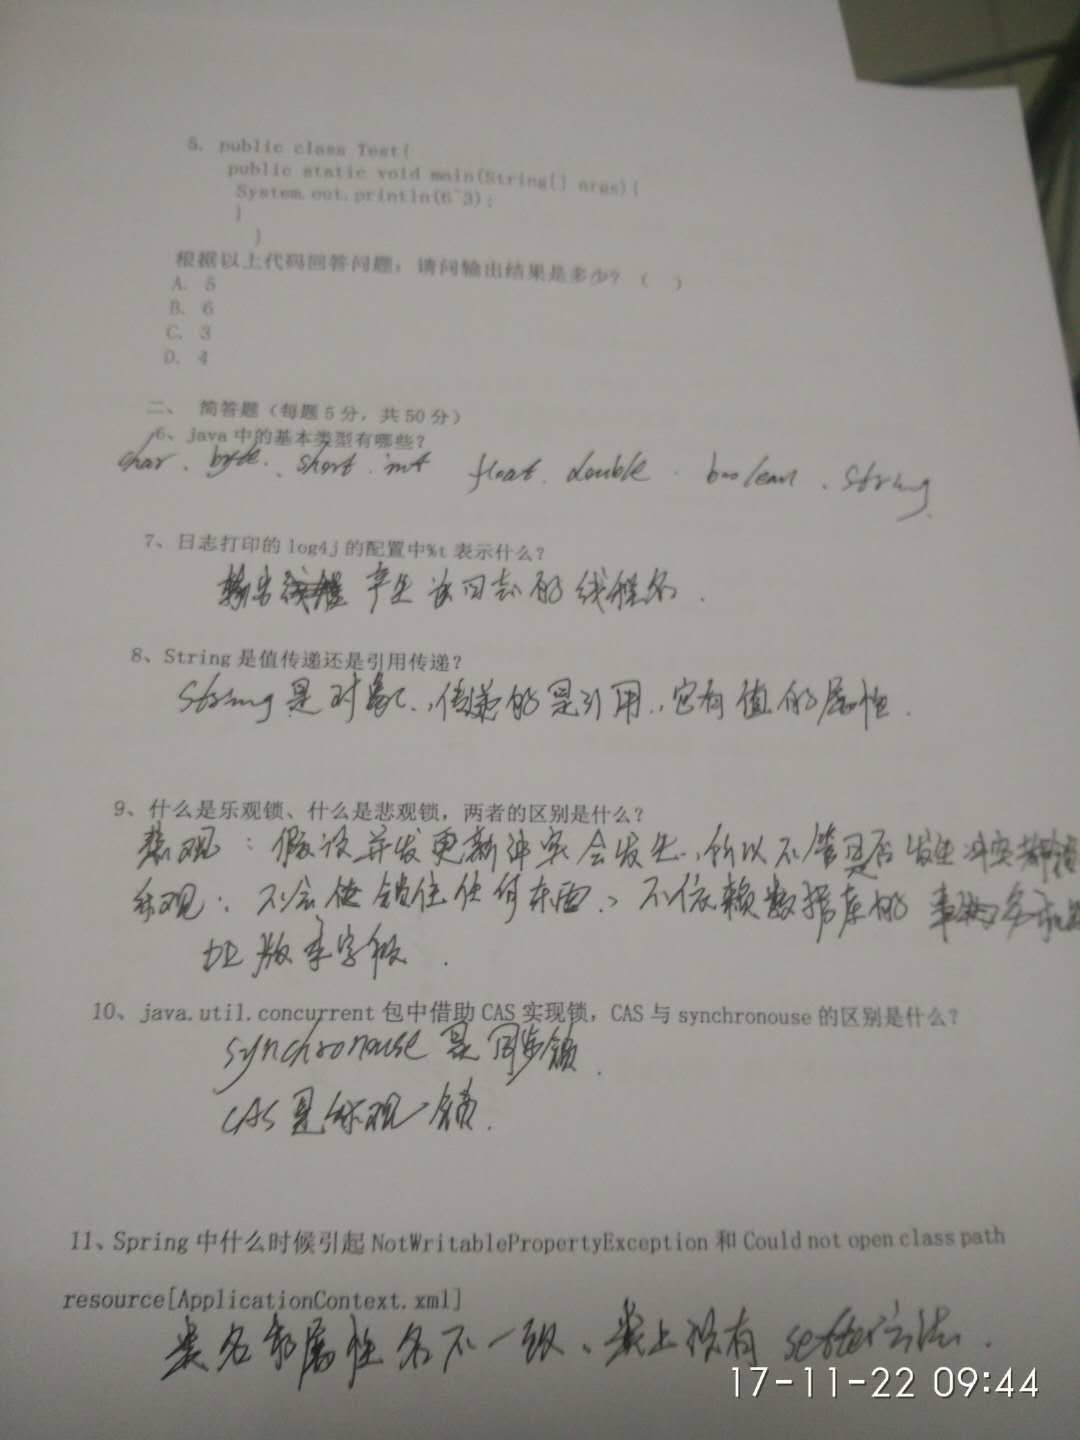 5. public class Test{
public static void main(String[] args){
System.out.println(6^3);
}
}
根据以上代码回答问题，请问输出结果是多少？（ ）
A. 5
B. 6
C. 3
D. 4
二、 简答题（每题5分，共50分）
6、java中的基本类型有哪些？
char、byte、short、int float、double、boolean、String
7、日志打印的log4j的配置中%t表示什么？
产生该日志的线程名．
8、String是值传递还是引用传递？
String是对象，传递的是引用，它有值的属性．
9、什么是乐观锁、什么是悲观锁，两者的区别是什么？
悲观：假设并发更新冲突会发生，所以不管是否发生冲突都
乐观：不会使锁住任何东西、不依赖数据库的
加版本字段．
10、java.util.concurrent包中借助CAS实现锁，CAS与synchronouse的区别是什么？
synchronouse是同步锁．
CAS是乐观锁．
11、Spring中什么时候引起NotWritablePropertyException和Could not open class path
resource[ApplicationContext.xml]
类名和属性名不一致、类上没有setter方法．
17-11-22 09:44